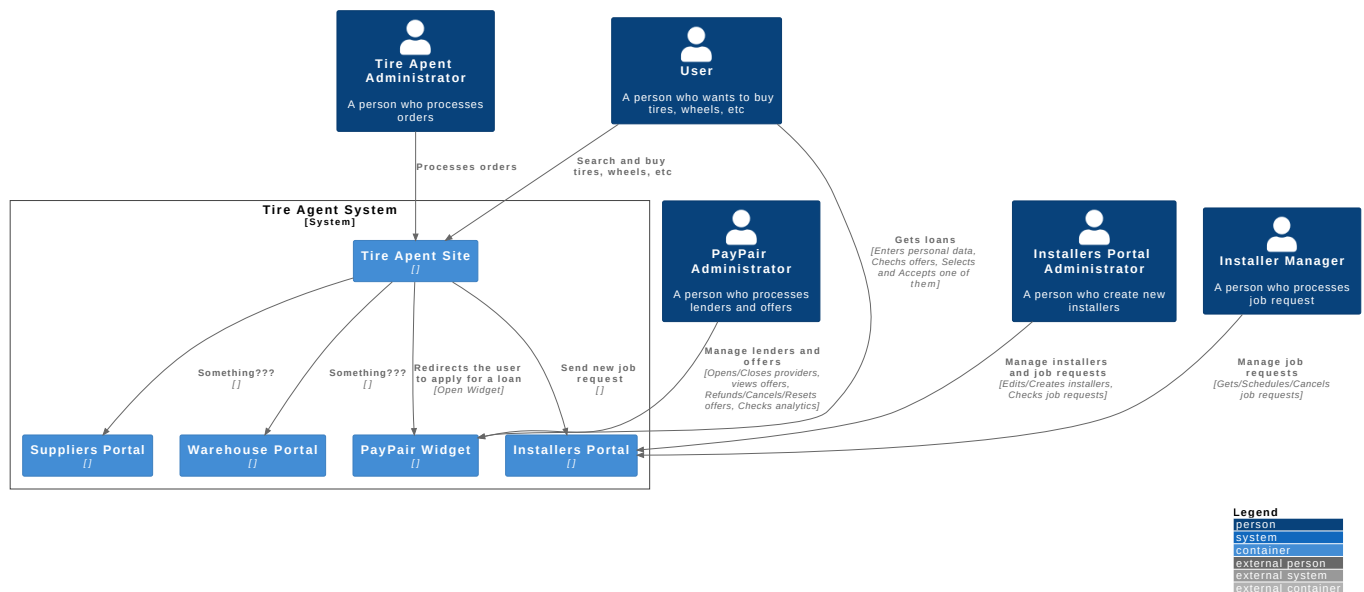 Tire Apent
Administrator
A person who processes
orders
User
A person who wants to buy
tires, wheels, etc
Processes orders
Search and buy
tires, wheels, etc
Tire Agent System
[System]
Tire Agent Site
[ ]
PayPair
Administrator
A person who processes
lenders and offers
Gets loans
[Enters personal data,
Chechs offers, Selects
and Accepts one of
them]
Installers Portal
Administrator
A person who create new
installers
Installer Manager
A person who processes
job request
Something???
[ ]
Something???
[ ]
Redirects the user
to apply for a loan
[Open Widget]
Send new job
request
[ ]
Manage lenders and
offers
[Opens/Closes providers,
views offers,
Refunds/Cancels/Resets
offers, Checks analytics]
Manage installers
and job requests
[Edits/Creates installers,
Checks job requests]
Manage job
requests
[Gets/Schedules/Cancels
job requests]
Suppliers Portal
[ ]
Warehouse Portal
[ ]
PayPair Widget
[ ]
Installers Portal
[ ]
Legend
person
system
container
external person
external system
external container